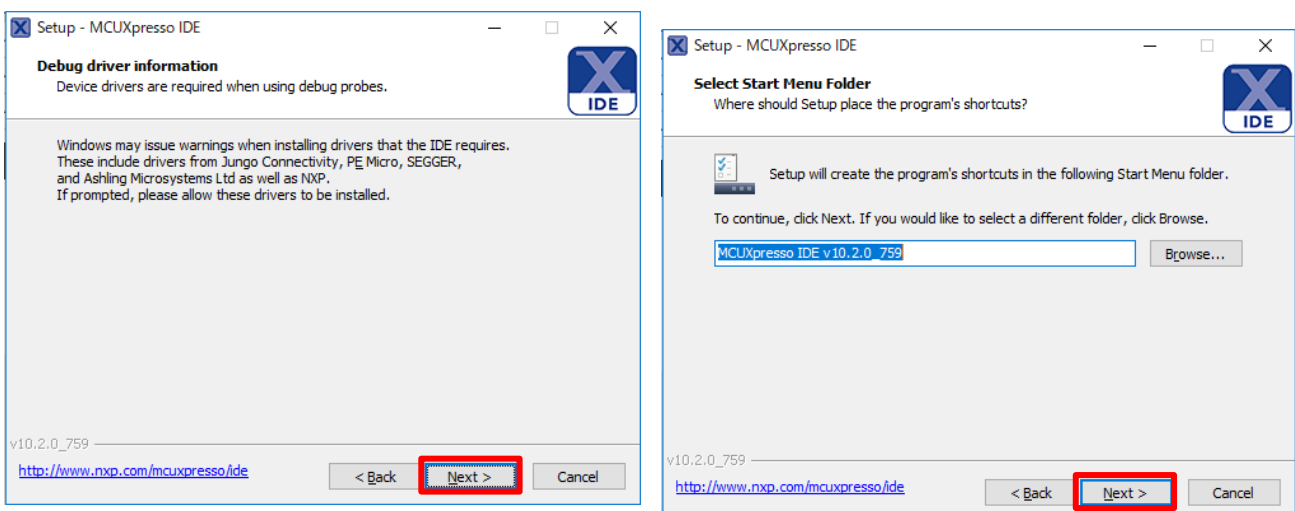 Setup - MCUXpresso IDE
Debug driver information
Device drivers are required when using debug probes.
IDE
Windows may issue warnings when installing drivers that the IDE requires.
These include drivers from Jungo Connectivity, PE Micro, SEGGER,
and Ashling Microsystems Ltd as well as NXP.
If prompted, please allow these drivers to be installed.
v10.2.0_759
http://www.nxp.com/mcuxpresso/ide
< Back
Next >
Cancel
Setup - MCUXpresso IDE
Select Start Menu Folder
Where should Setup place the program's shortcuts?
IDE
Setup will create the program's shortcuts in the following Start Menu folder.
To continue, click Next. If you would like to select a different folder, click Browse.
MCUXpresso IDE v10.2.0_759
Browse...
v10.2.0_759
http://www.nxp.com/mcuxpresso/ide
< Back
Next >
Cancel